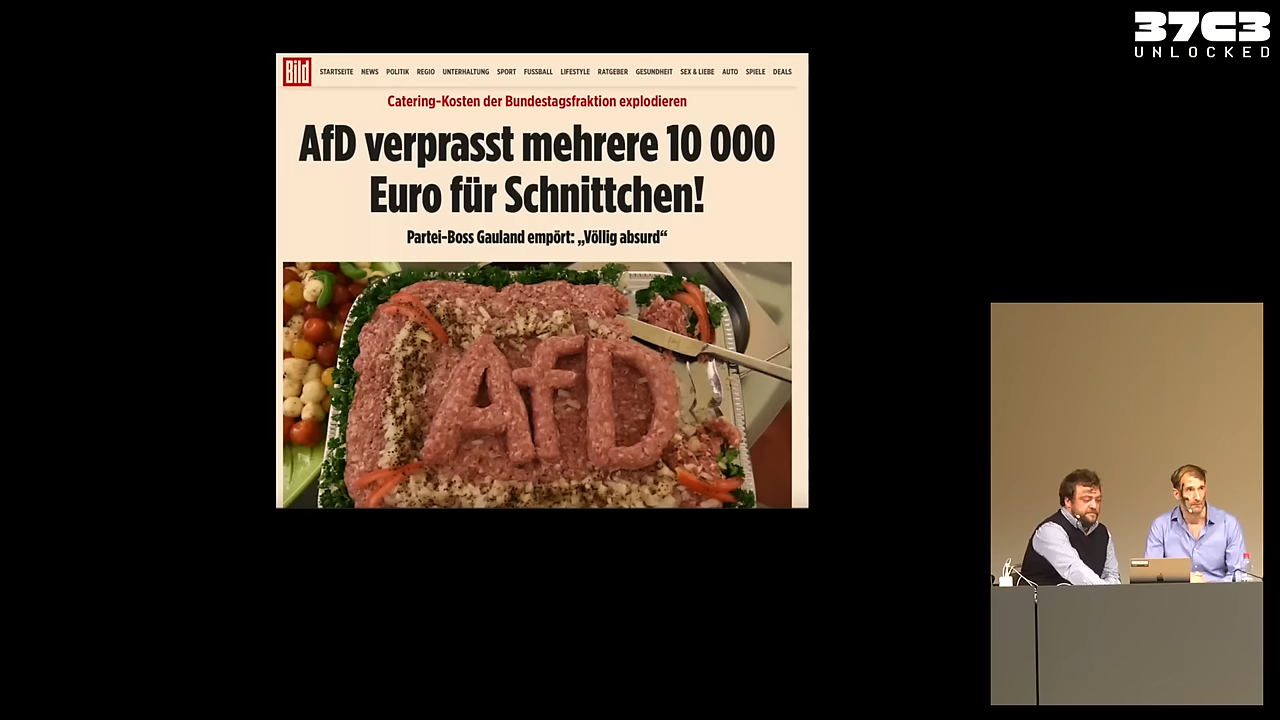 37C3
UNLOCKED
Bild
STARTSEITE NEWS POLITIK REGIO UNTERHALTUNG SPORT FUSSBALL LIFESTYLE RATGEBER GESUNDHEIT SEX & LIEBE AUTO SPIELE DEALS
Catering-Kosten der Bundestagsfraktion explodieren
AfD verprasst mehrere 10 000
Euro für Schnittchen!
Partei-Boss Gauland empört: „Völlig absurd“
AfD